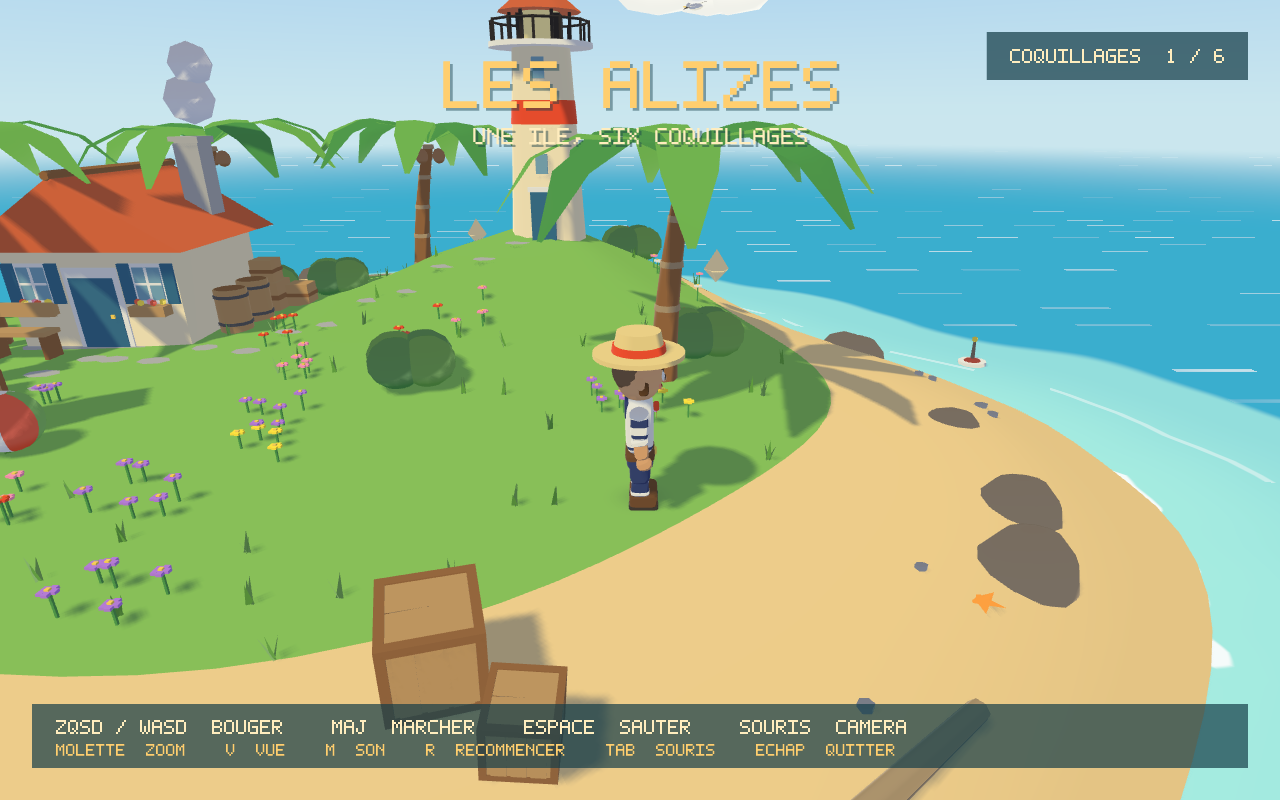 COQUILLAGES 1 / 6
LES ALIZES
UNE ILE, SIX COQUILLAGES
ZQSD / WASD BOUGER MAJ MARCHER ESPACE SAUTER SOURIS CAMERA
MOLETTE ZOOM V VUE M SON R RECOMMENCER TAB SOURIS ECHAP QUITTER